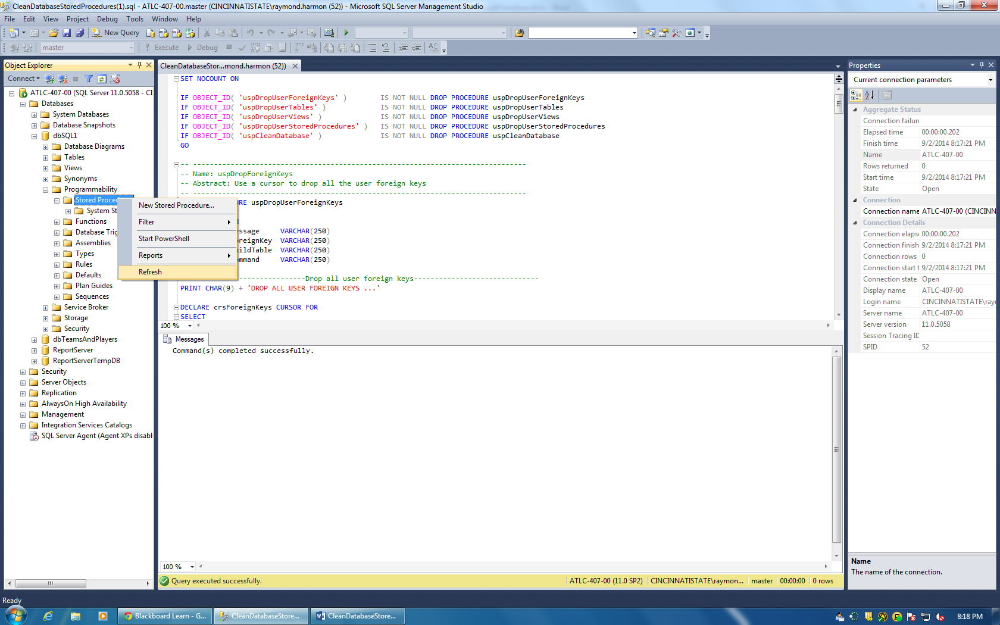 CleanDatabaseStoredProcedures(1).sql - ATLC-407-00.master (CINCINNATISTATE\raymond.harmon (52)) - Microsoft SQL Server Management Studio
File Edit View Project Debug Tools Window Help
New Query
master Execute Debug
Object Explorer
Connect
ATLC-407-00 (SQL Server 11.0.5058 - CI
Databases
System Databases
Database Snapshots
dbSQL1
Database Diagrams
Tables
Views
Synonyms
Programmability
Stored Proce
System St
Functions
Database Trig
Assemblies
Types
Rules
Defaults
Plan Guides
Sequences
Service Broker
Storage
Security
dbTeamsAndPlayers
ReportServer
ReportServerTempDB
Security
Server Objects
Replication
AlwaysOn High Availability
Management
Integration Services Catalogs
SQL Server Agent (Agent XPs disabl
New Stored Procedure...
Filter
Start PowerShell
Reports
Refresh
CleanDatabaseStor...mond.harmon (52))
SET NOCOUNT ON
IF OBJECT_ID( 'uspDropUserForeignKeys' ) IS NOT NULL DROP PROCEDURE uspDropUserForeignKeys
IF OBJECT_ID( 'uspDropUserTables' ) IS NOT NULL DROP PROCEDURE uspDropUserTables
IF OBJECT_ID( 'uspDropUserViews' ) IS NOT NULL DROP PROCEDURE uspDropUserViews
IF OBJECT_ID( 'uspDropUserStoredProcedures' ) IS NOT NULL DROP PROCEDURE uspDropUserStoredProcedures
IF OBJECT_ID( 'uspCleanDatabase' ) IS NOT NULL DROP PROCEDURE uspCleanDatabase
GO
-- --------------------------------------------------------------------------------
-- Name: uspDropForeignKeys
-- Abstract: Use a cursor to drop all the user foreign keys
-- --------------------------------------------------------------------------------
URE uspDropUserForeignKeys
essage VARCHAR(250)
oreignKey VARCHAR(250)
hildTable VARCHAR(250)
ommand VARCHAR(250)
----------------Drop all user foreign keys------------------------------
PRINT CHAR(9) + 'DROP ALL USER FOREIGN KEYS ...'
DECLARE crsForeignKeys CURSOR FOR
SELECT
100 %
Messages
Command(s) completed successfully.
100 %
Query executed successfully. ATLC-407-00 (11.0 SP2) CINCINNATISTATE\raymon... master 00:00:00 0 rows
Properties
Current connection parameters
Aggregate Status
Connection failure
Elapsed time 00:00:00.202
Finish time 9/2/2014 8:17:21 PM
Name ATLC-407-00
Rows returned 0
Start time 9/2/2014 8:17:21 PM
State Open
Connection
Connection name ATLC-407-00 (CINCINN
Connection Details
Connection elaps 00:00:00.202
Connection finish 9/2/2014 8:17:21 PM
Connection rows 0
Connection start t 9/2/2014 8:17:21 PM
Connection state Open
Display name ATLC-407-00
Login name CINCINNATISTATE\raym
Server name ATLC-407-00
Server version 11.0.5058
Session Tracing ID
SPID 52
Name
The name of the connection.
Ready
Blackboard Learn - G... CleanDatabaseStore... CleanDatabaseStore... 8:18 PM